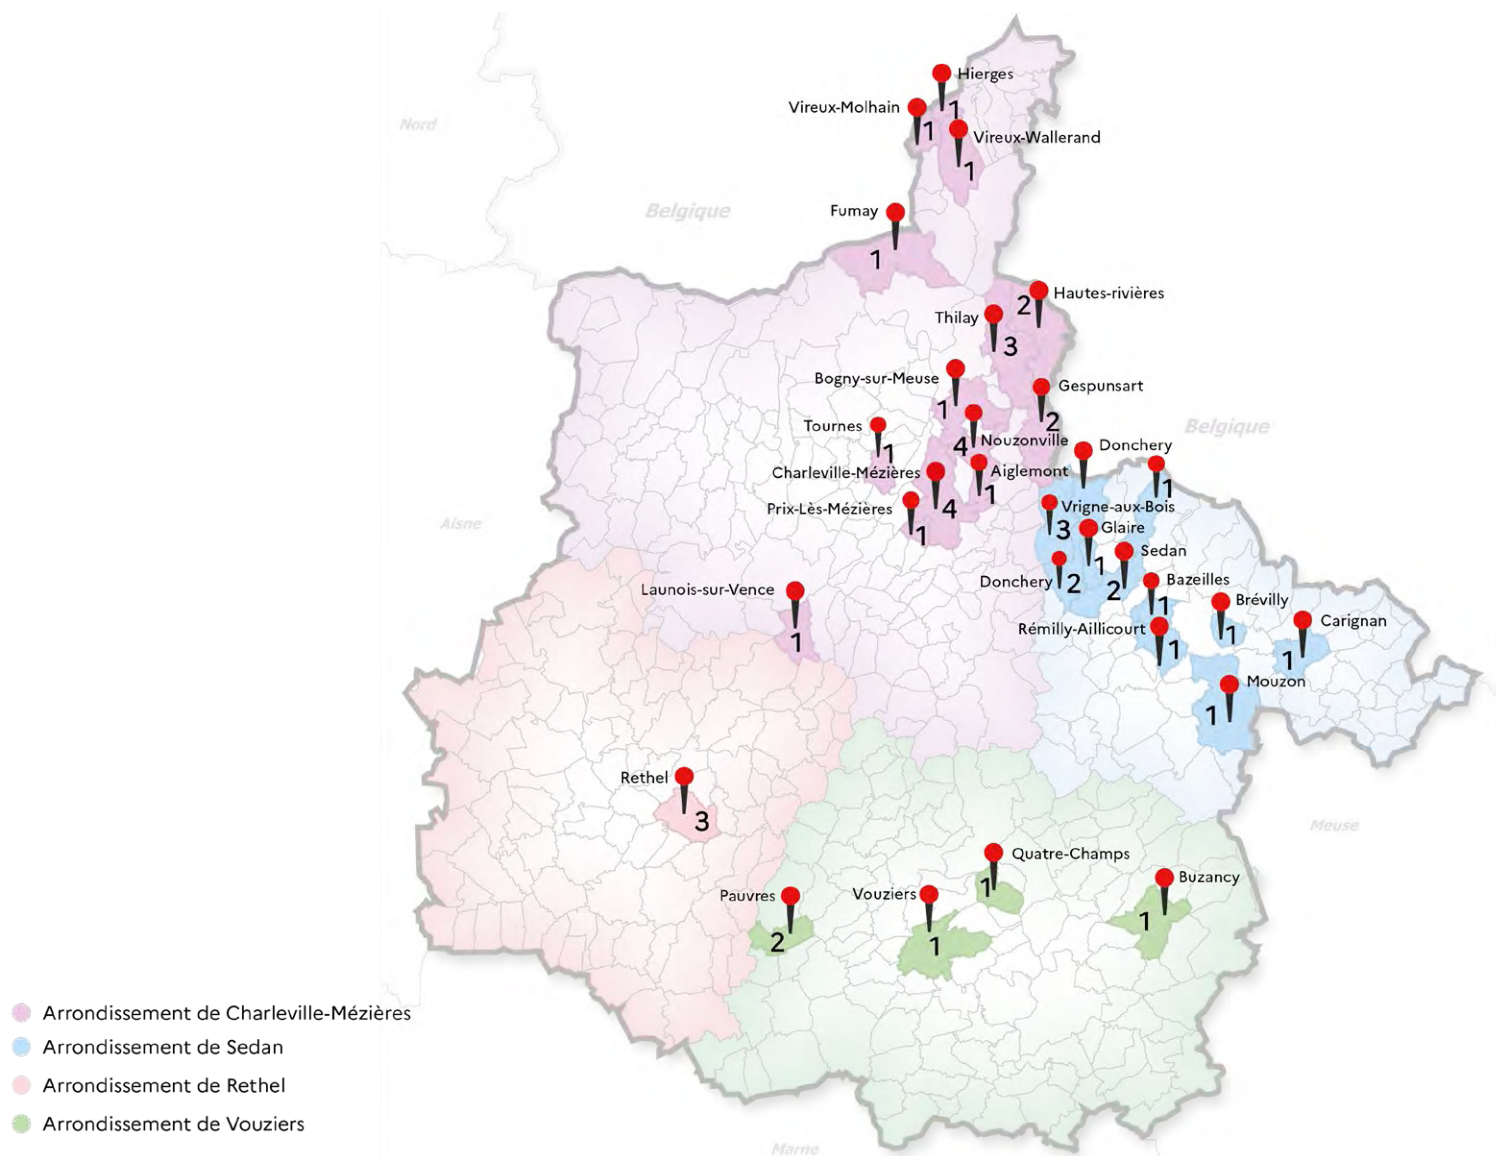 Hierges
1
Nord
Vireux-Molhain
1
Vireux-Wallerand
1
Belgique
Fumay
1
Hautes-rivières
2
Thilay
3
Bogny-sur-Meuse
1
Gespunsart
2
Tournes
1
4
Nouzonville
Belgique
Donchery
1
Charleville-Mézières
4
Aiglemont
1
Prix-Lès-Mézières
1
Vrigne-aux-Bois
3
Aisne
Glaire
1
Sedan
2
Donchery
2
Bazeilles
1
Launois-sur-Vence
1
Brévilly
1
Carignan
1
Rémilly-Aillicourt
1
Mouzon
1
Rethel
3
Meuse
Quatre-Champs
1
Buzancy
1
Pauvres
2
Vouziers
1
Arrondissement de Charleville-Mézières
Arrondissement de Sedan
Arrondissement de Rethel
Arrondissement de Vouziers
Marne